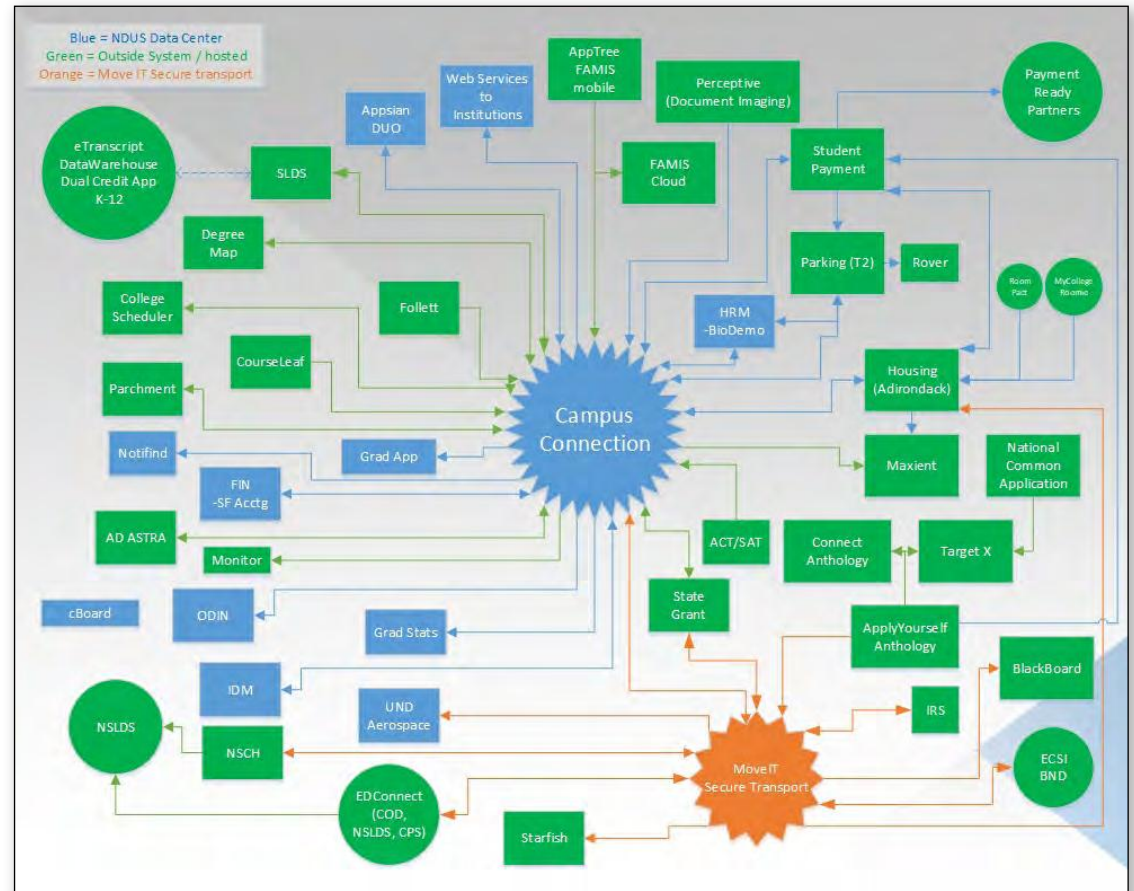 Blue = NDUS Data Center
Green = Outside System / hosted
Orange = Move IT Secure transport
AppTree
FAMIS
mobile
Web Services
to
Institutions
Perceptive
(Document Imaging)
Payment
Ready
Partners
Appsian
DUO
eTranscript
DataWarehouse
Dual Credit App
K-12
SLDS
FAMIS
Cloud
Student
Payment
Degree
Map
Parking (T2)
Rover
College
Scheduler
Follett
HRM
-BioDemo
Room
Pact
MyCollege
Roomie
CourseLeaf
Parchment
Housing
(Adirondack)
Campus
Connection
Notifind
Grad App
Maxient
National
Common
Application
FIN
-SF Acctg
AD ASTRA
Monitor
ACT/SAT
Connect
Anthology
Target X
cBoard
ODIN
Grad Stats
State
Grant
ApplyYourself
Anthology
BlackBoard
IDM
UND
Aerospace
IRS
NSLDS
NSCH
MoveIT
Secure Transport
ECSI
BND
EDConnect
(COD,
NSLDS, CPS)
Starfish